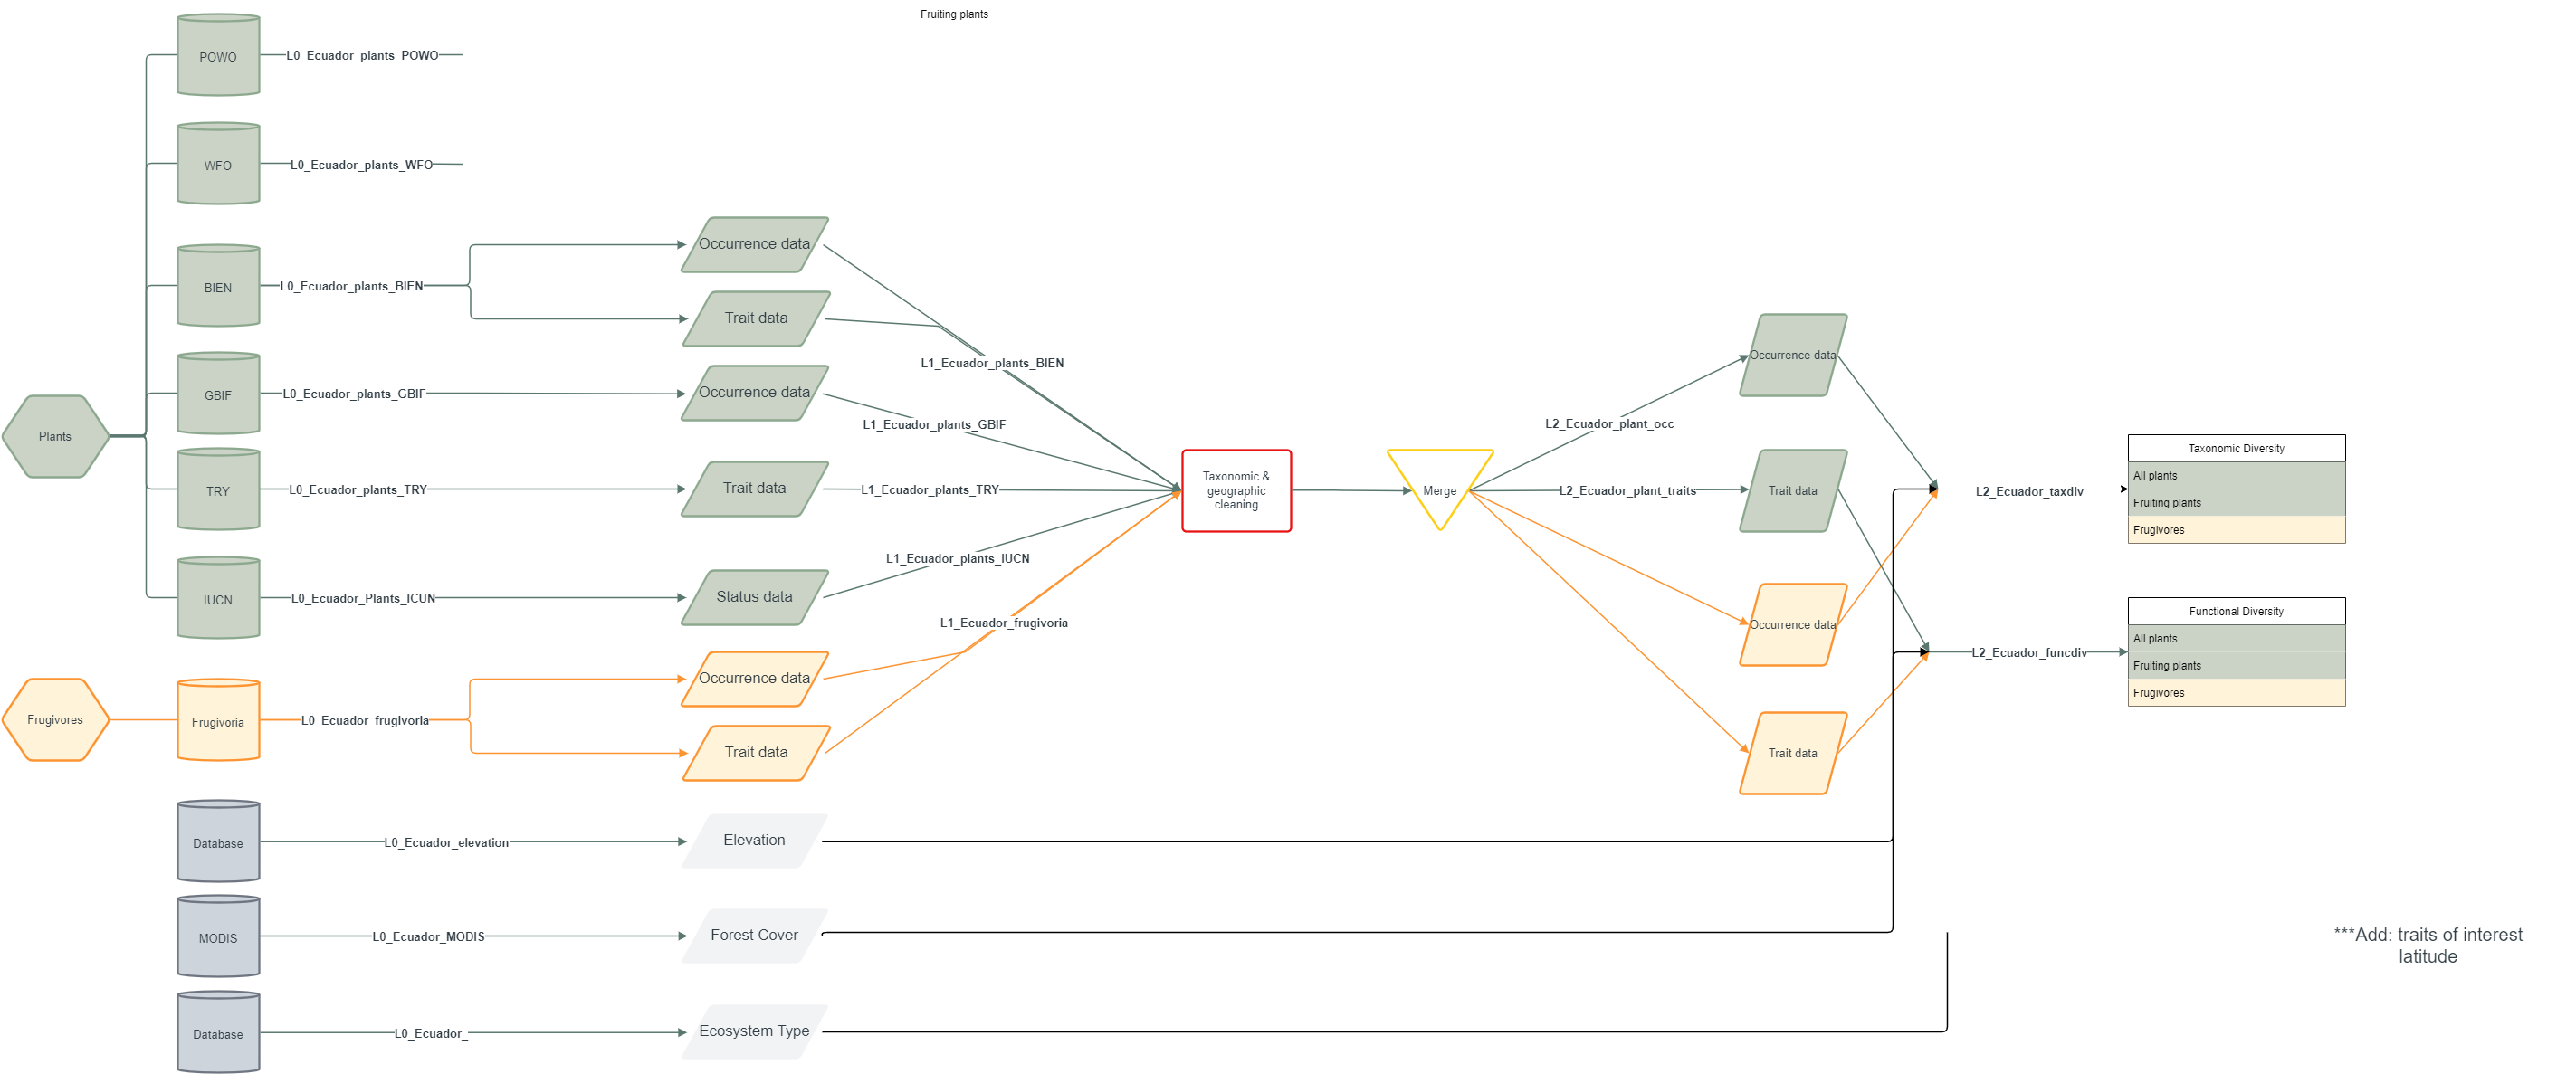 Fruiting plants
POWO
L0_Ecuador_plants_POWO
WFO
L0_Ecuador_plants_WFO
BIEN
L0_Ecuador_plants_BIEN
Occurrence data
Trait data
L1_Ecuador_plants_BIEN
GBIF
L0_Ecuador_plants_GBIF
Occurrence data
L1_Ecuador_plants_GBIF
Plants
TRY
L0_Ecuador_plants_TRY
Trait data
L1_Ecuador_plants_TRY
IUCN
L0_Ecuador_Plants_ICUN
Status data
L1_Ecuador_plants_IUCN
Frugivores
Frugivoria
L0_Ecuador_frugivoria
Occurrence data
Trait data
L1_Ecuador_frugivoria
Taxonomic &
geographic
cleaning
Merge
L2_Ecuador_plant_occ
Occurrence data
L2_Ecuador_plant_traits
Trait data
Occurrence data
Trait data
L2_Ecuador_taxdiv
Taxonomic Diversity
All plants
Fruiting plants
Frugivores
L2_Ecuador_funcdiv
Functional Diversity
All plants
Fruiting plants
Frugivores
Database
L0_Ecuador_elevation
Elevation
MODIS
L0_Ecuador_MODIS
Forest Cover
Database
L0_Ecuador_
Ecosystem Type
***Add: traits of interest
latitude